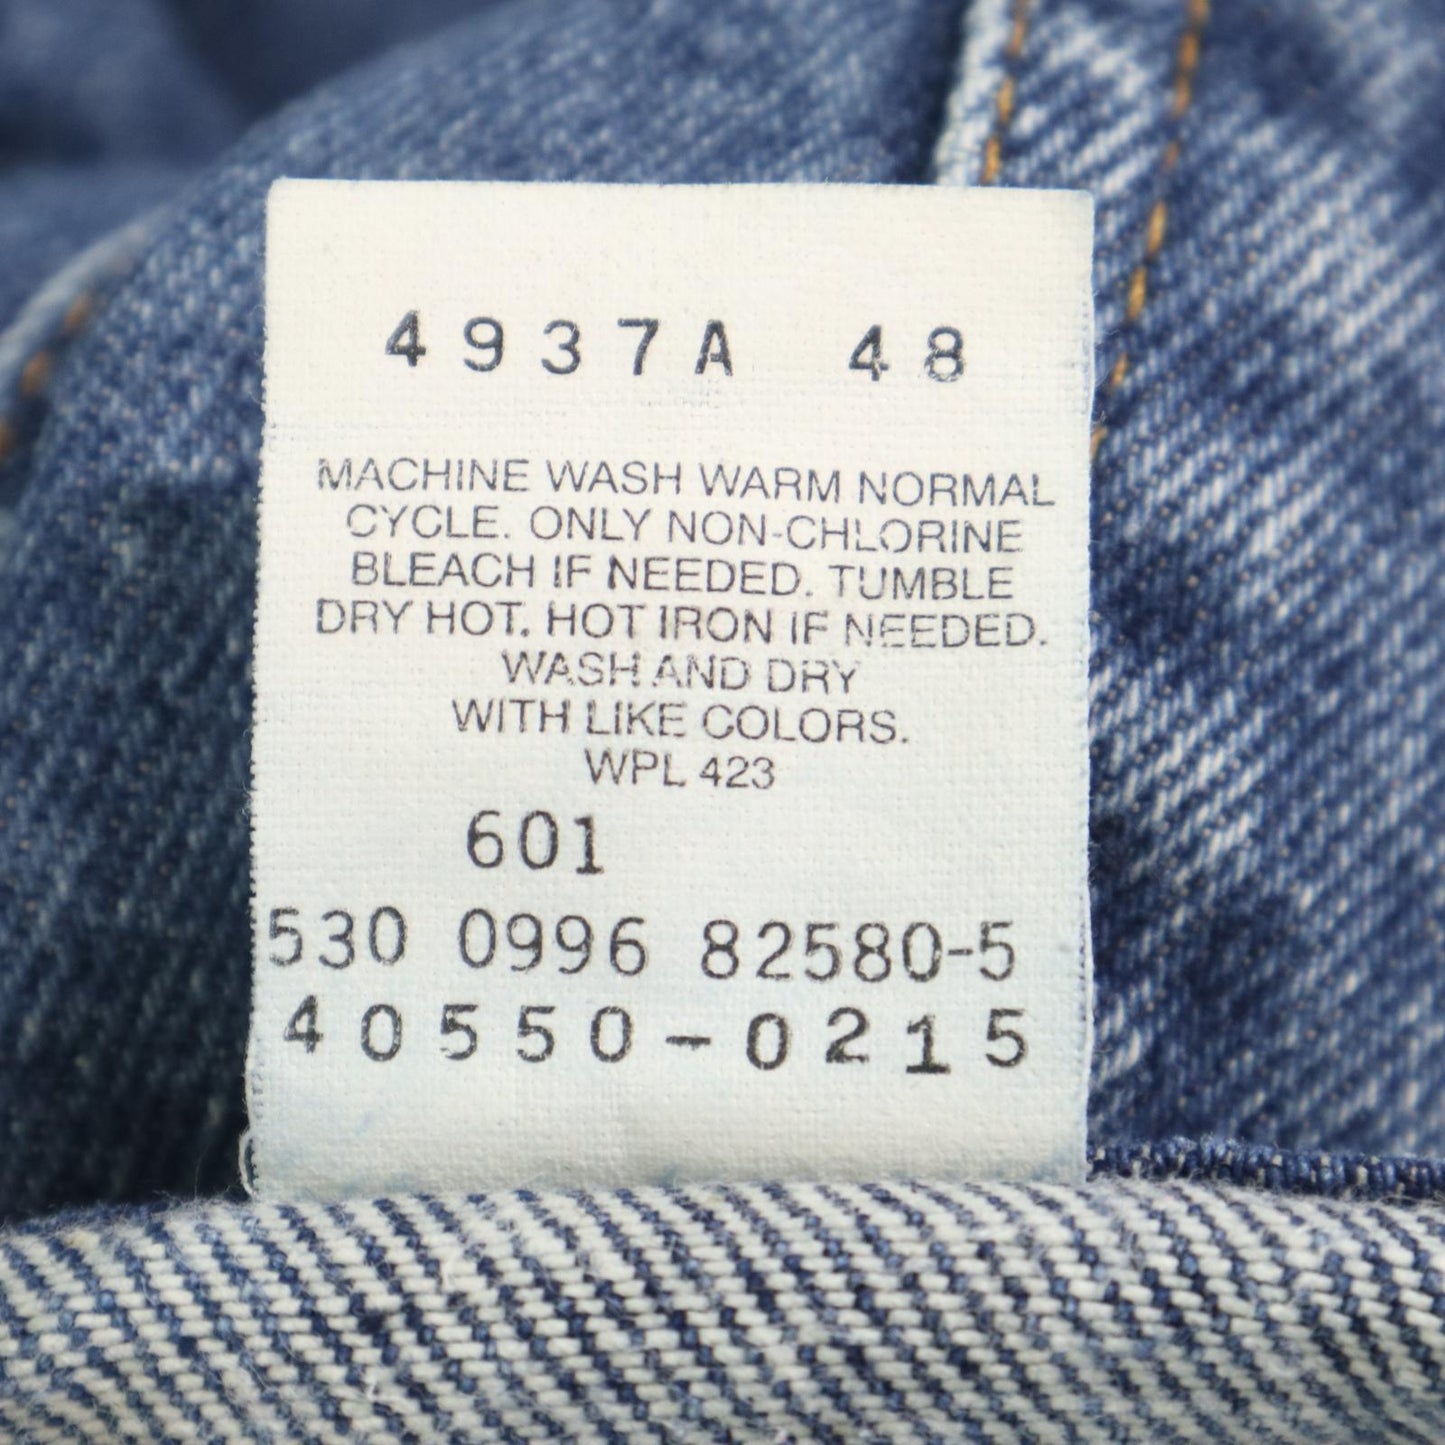 4937A 48
MACHINE WASH WARM NORMAL
CYCLE. ONLY NON-CHLORINE
BLEACH IF NEEDED. TUMBLE
DRY HOT. HOT IRON IF NEEDED.
WASH AND DRY
WITH LIKE COLORS.
WPL 423
601
530 0996 82580-5
40550-0215